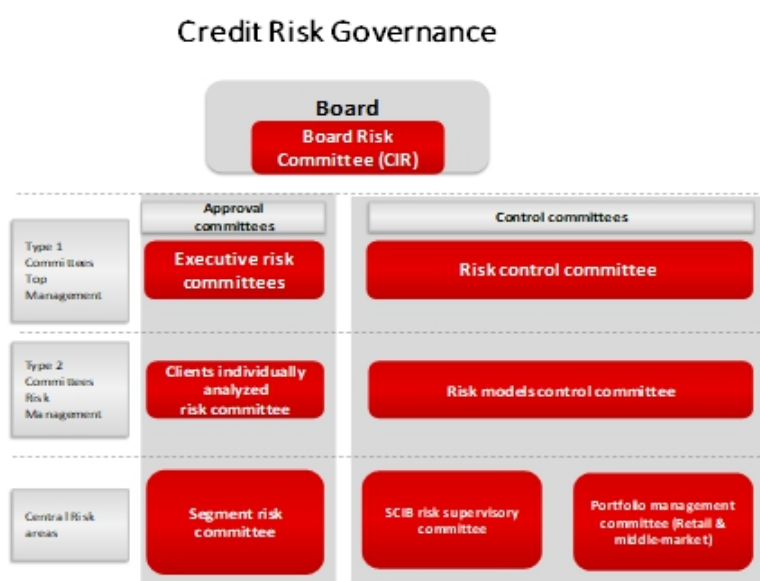 Credit Risk Governance
Board
Board Risk
Committee (CIR)
Approval
committees
Control committees
Type 1
Committees
Top
Management
Executive risk
committees
Risk control committee
Type 2
Committees
Risk
Management
Clients individually
analyzed
risk committee
Risk models control committee
Central Risk
areas
Segment risk
committee
SCIB risk supervisory
committee
Portfolio management
committee (Retail &
middle-market)